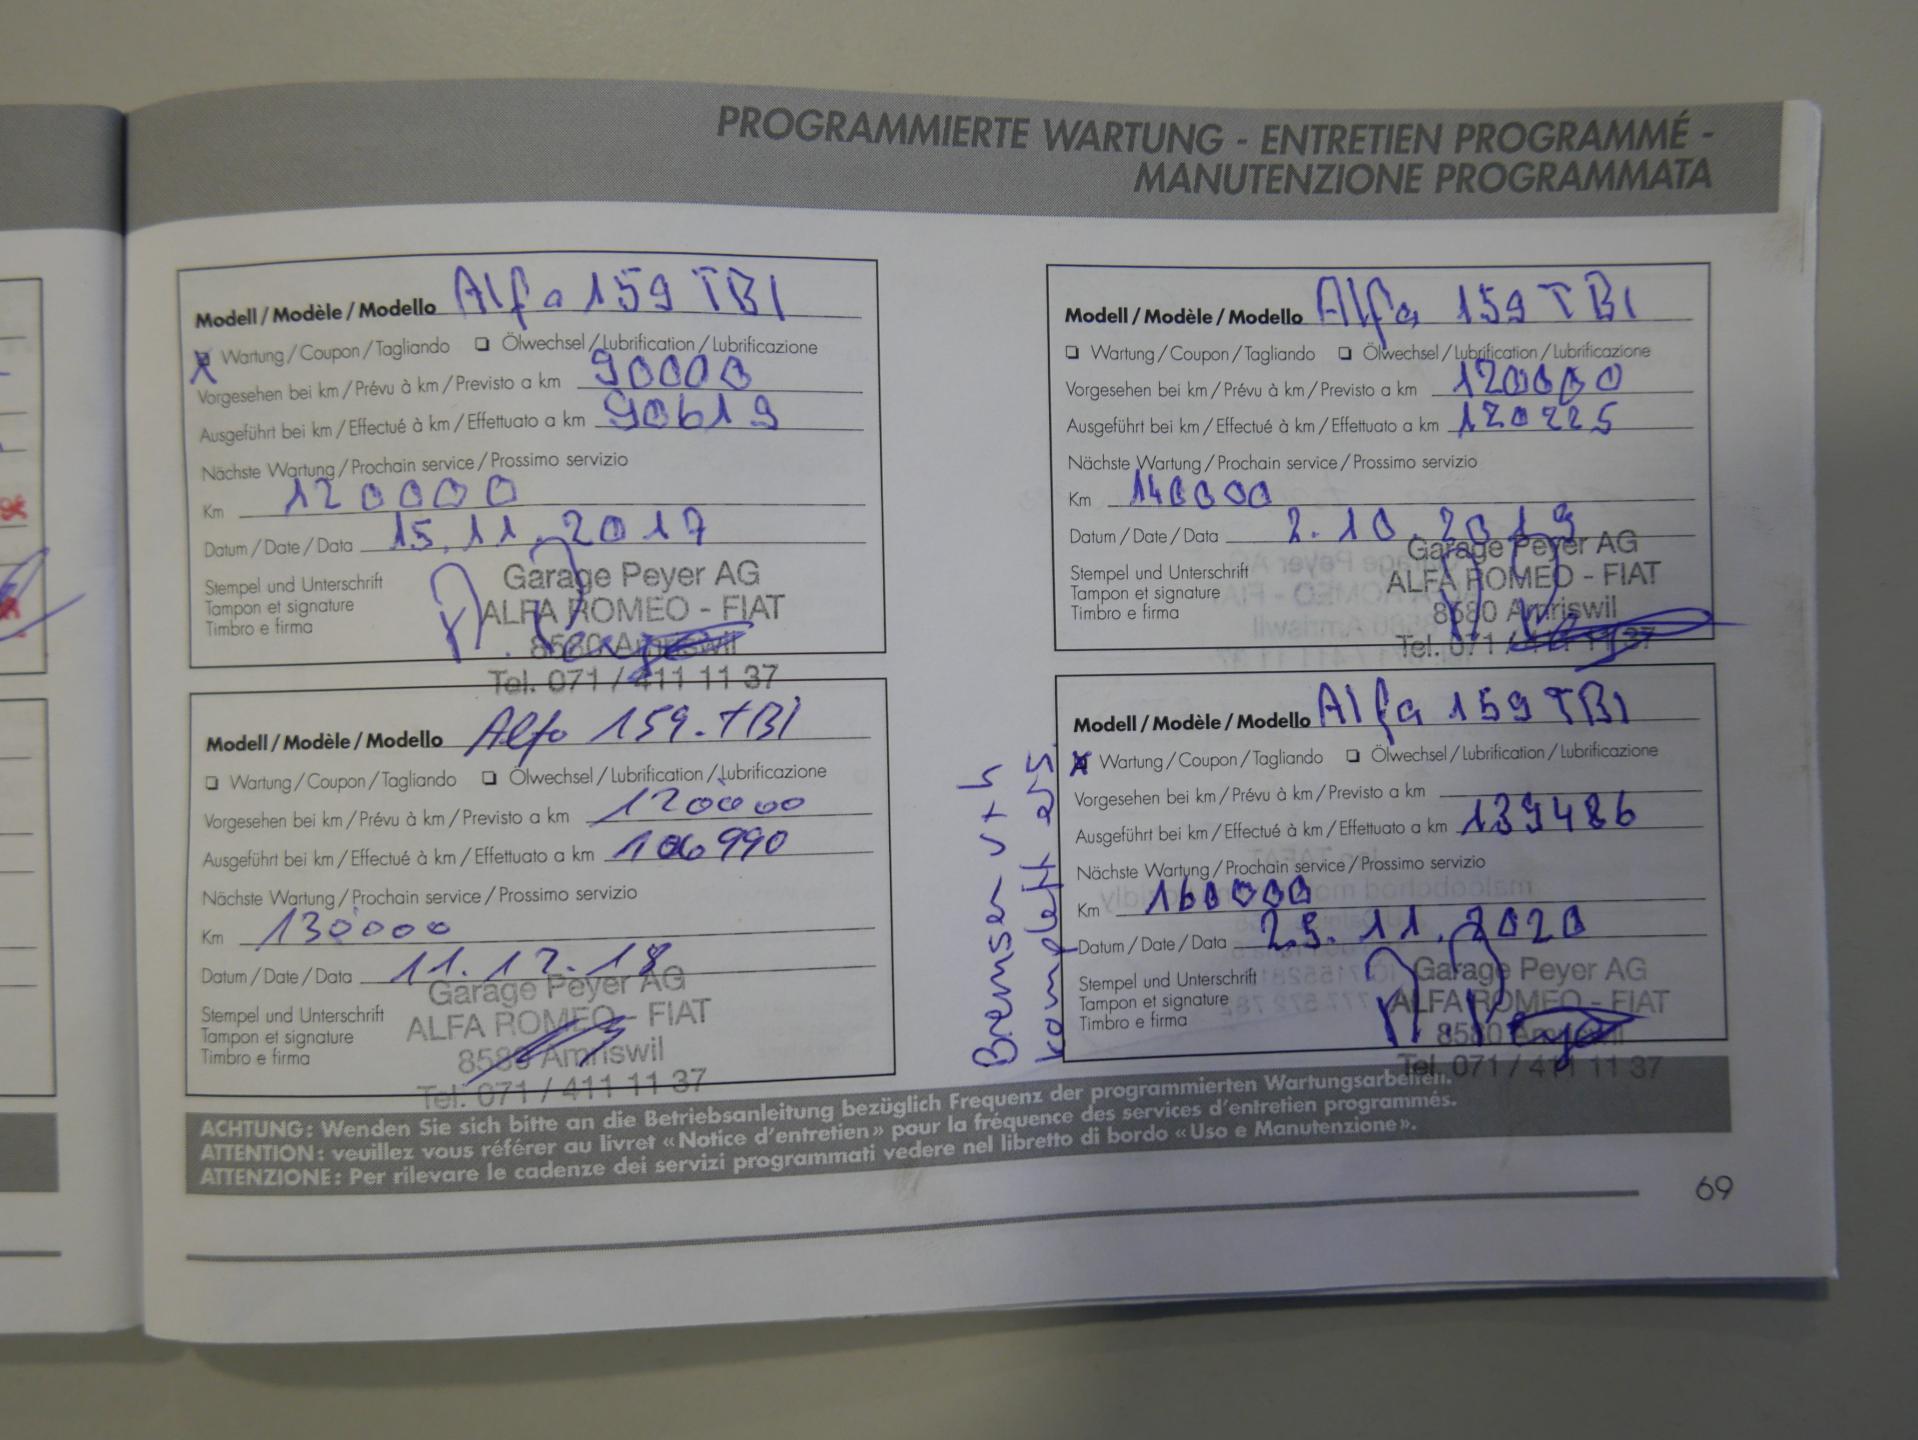 PROGRAMMIERTE WARTUNG - ENTRETIEN PROGRAMMÉ -
MANUTENZIONE PROGRAMMATA
Modell / Modèle / Modello Alfa 159 TBI
Wartung / Coupon / Tagliando Ölwechsel / Lubrification / Lubrificazione
Vorgesehen bei km / Prévu à km / Previsto a km 90000
Ausgeführt bei km / Effectué à km / Effettuato a km 90619
Nächste Wartung / Prochain service / Prossimo servizio
Km 120000
Datum / Date / Data 15.11.2017
Stempel und Unterschrift
Tampon et signature
Timbro e firma
Garage Peyer AG
ALFA ROMEO - FIAT
8580 Amriswil
Tel. 071 / 411 11 37
Modell / Modèle / Modello Alfa 159. TBI
Wartung / Coupon / Tagliando Ölwechsel / Lubrification / Lubrificazione
Vorgesehen bei km / Prévu à km / Previsto a km 120000
Ausgeführt bei km / Effectué à km / Effettuato a km 106990
Nächste Wartung / Prochain service / Prossimo servizio
Km 130000
Datum / Date / Data 11.12.18
Stempel und Unterschrift
Tampon et signature
Timbro e firma
Garage Peyer AG
ALFA ROMEO - FIAT
8580 Amriswil
Tel. 071 / 411 11 37
Modell / Modèle / Modello Alfa 159 TBI
Wartung / Coupon / Tagliando Ölwechsel / Lubrification / Lubrificazione
Vorgesehen bei km / Prévu à km / Previsto a km 120000
Ausgeführt bei km / Effectué à km / Effettuato a km 120225
Nächste Wartung / Prochain service / Prossimo servizio
Km 140000
Datum / Date / Data 2.10.2019
Stempel und Unterschrift
Tampon et signature
Timbro e firma
Garage Peyer AG
ALFA ROMEO - FIAT
8580 Amriswil
Tel. 071 / 411 11 37
Bremsen v+h
komplett ers.
Modell / Modèle / Modello Alfa 159 TBI
Wartung / Coupon / Tagliando Ölwechsel / Lubrification / Lubrificazione
Vorgesehen bei km / Prévu à km / Previsto a km
Ausgeführt bei km / Effectué à km / Effettuato a km 139486
Nächste Wartung / Prochain service / Prossimo servizio
Km 160000
Datum / Date / Data 25.11.2020
Stempel und Unterschrift
Tampon et signature
Timbro e firma
Garage Peyer AG
ALFA ROMEO - FIAT
8580 Amriswil
Tel. 071 / 411 11 37
ACHTUNG: Wenden Sie sich bitte an die Betriebsanleitung bezüglich Frequenz der programmierten Wartungsarbeiten.
ATTENTION: veuillez vous référer au livret «Notice d'entretien» pour la fréquence des services d'entretien programmés.
ATTENZIONE: Per rilevare le cadenze dei servizi programmati vedere nel libretto di bordo «Uso e Manutenzione».
69